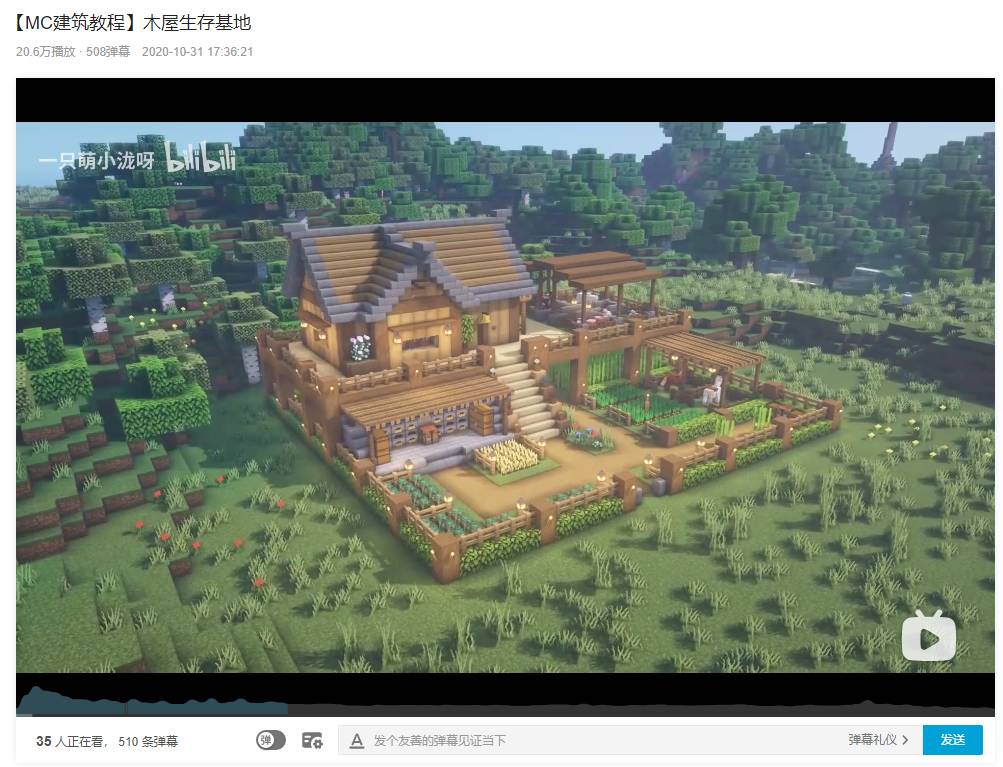 【MC建筑教程】木屋生存基地
20.6万播放 · 508弹幕 2020-10-31 17:36:21
一只萌小泷呀 bilibili
35 人正在看， 510 条弹幕 弹 A 发个友善的弹幕见证当下 弹幕礼仪 > 发送